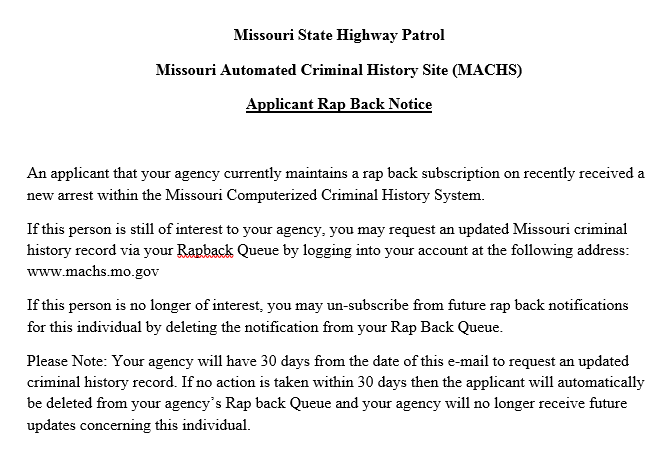 Missouri State Highway Patrol
Missouri Automated Criminal History Site (MACHS)
Applicant Rap Back Notice
An applicant that your agency currently maintains a rap back subscription on recently received a
new arrest within the Missouri Computerized Criminal History System.
If this person is still of interest to your agency, you may request an updated Missouri criminal
history record via your Rapback Queue by logging into your account at the following address:
www.machs.mo.gov
If this person is no longer of interest, you may un-subscribe from future rap back notifications
for this individual by deleting the notification from your Rap Back Queue.
Please Note: Your agency will have 30 days from the date of this e-mail to request an updated
criminal history record. If no action is taken within 30 days then the applicant will automatically
be deleted from your agency’s Rap back Queue and your agency will no longer receive future
updates concerning this individual.